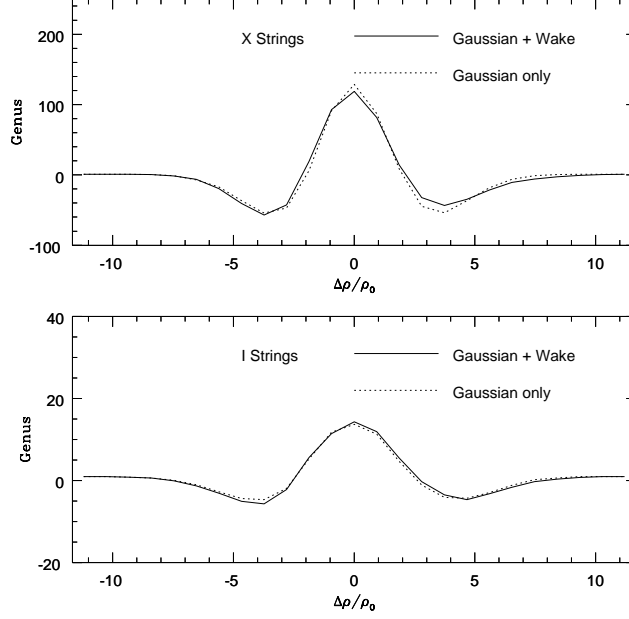 200
X Strings
Gaussian + Wake
Gaussian only
100
Genus
0
-100
-10
-5
0
5
10
Δρ/ρ₀
40
I Strings
Gaussian + Wake
Gaussian only
20
Genus
0
-20
-10
-5
0
5
10
Δρ/ρ₀